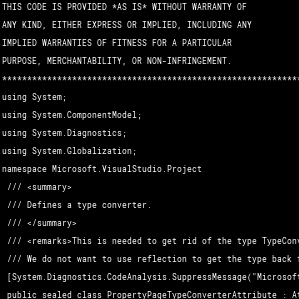 THIS CODE IS PROVIDED *AS IS* WITHOUT WARRANTY OF
ANY KIND, EITHER EXPRESS OR IMPLIED, INCLUDING ANY
IMPLIED WARRANTIES OF FITNESS FOR A PARTICULAR
PURPOSE, MERCHANTABILITY, OR NON-INFRINGEMENT.
************************************************************
using System;
using System.ComponentModel;
using System.Diagnostics;
using System.Globalization;
namespace Microsoft.VisualStudio.Project
/// <summary>
/// Defines a type converter.
/// </summary>
/// <remarks>This is needed to get rid of the type TypeConv
/// We do not want to use reflection to get the type back f
[System.Diagnostics.CodeAnalysis.SuppressMessage("Microsoft
public sealed class PropertyPageTypeConverterAttribute : At